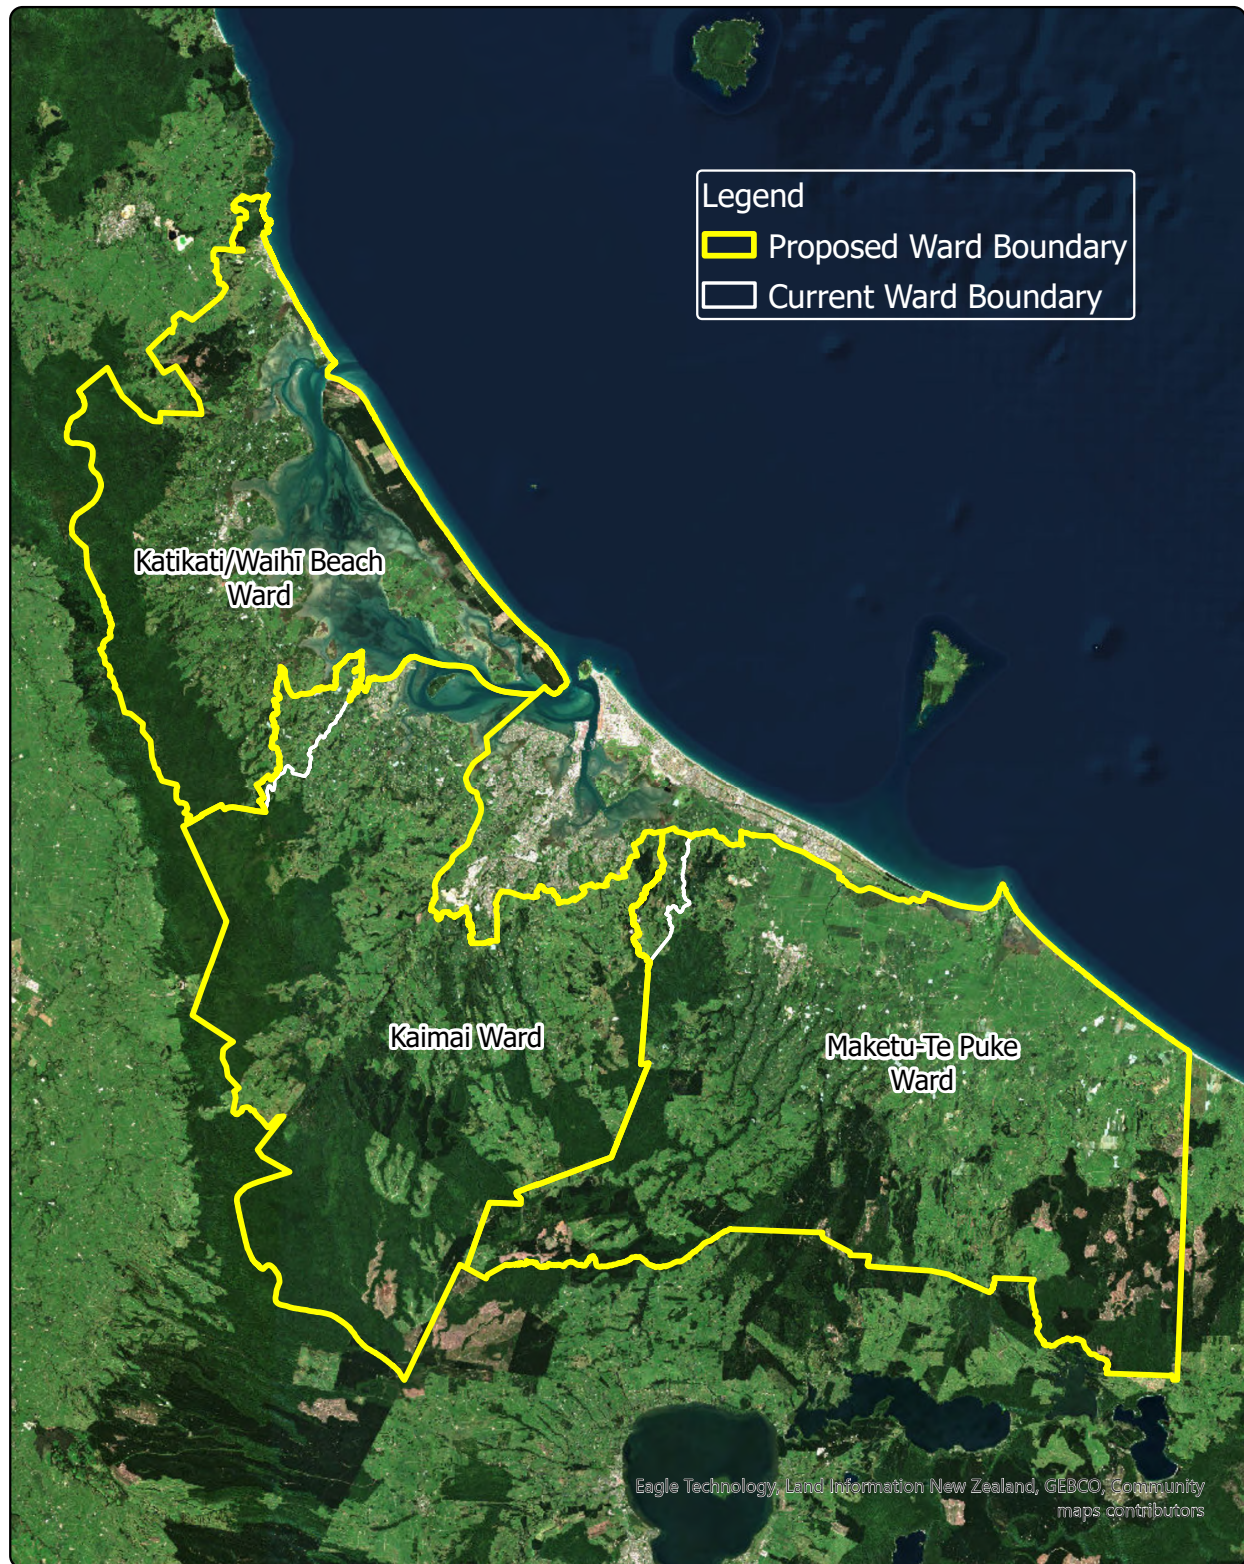 Legend
Proposed Ward Boundary
Current Ward Boundary
Katikati/Waihī Beach
Ward
Kaimai Ward
Maketu-Te Puke
Ward
Eagle Technology, Land Information New Zealand, GEBCO, Community
maps contributors